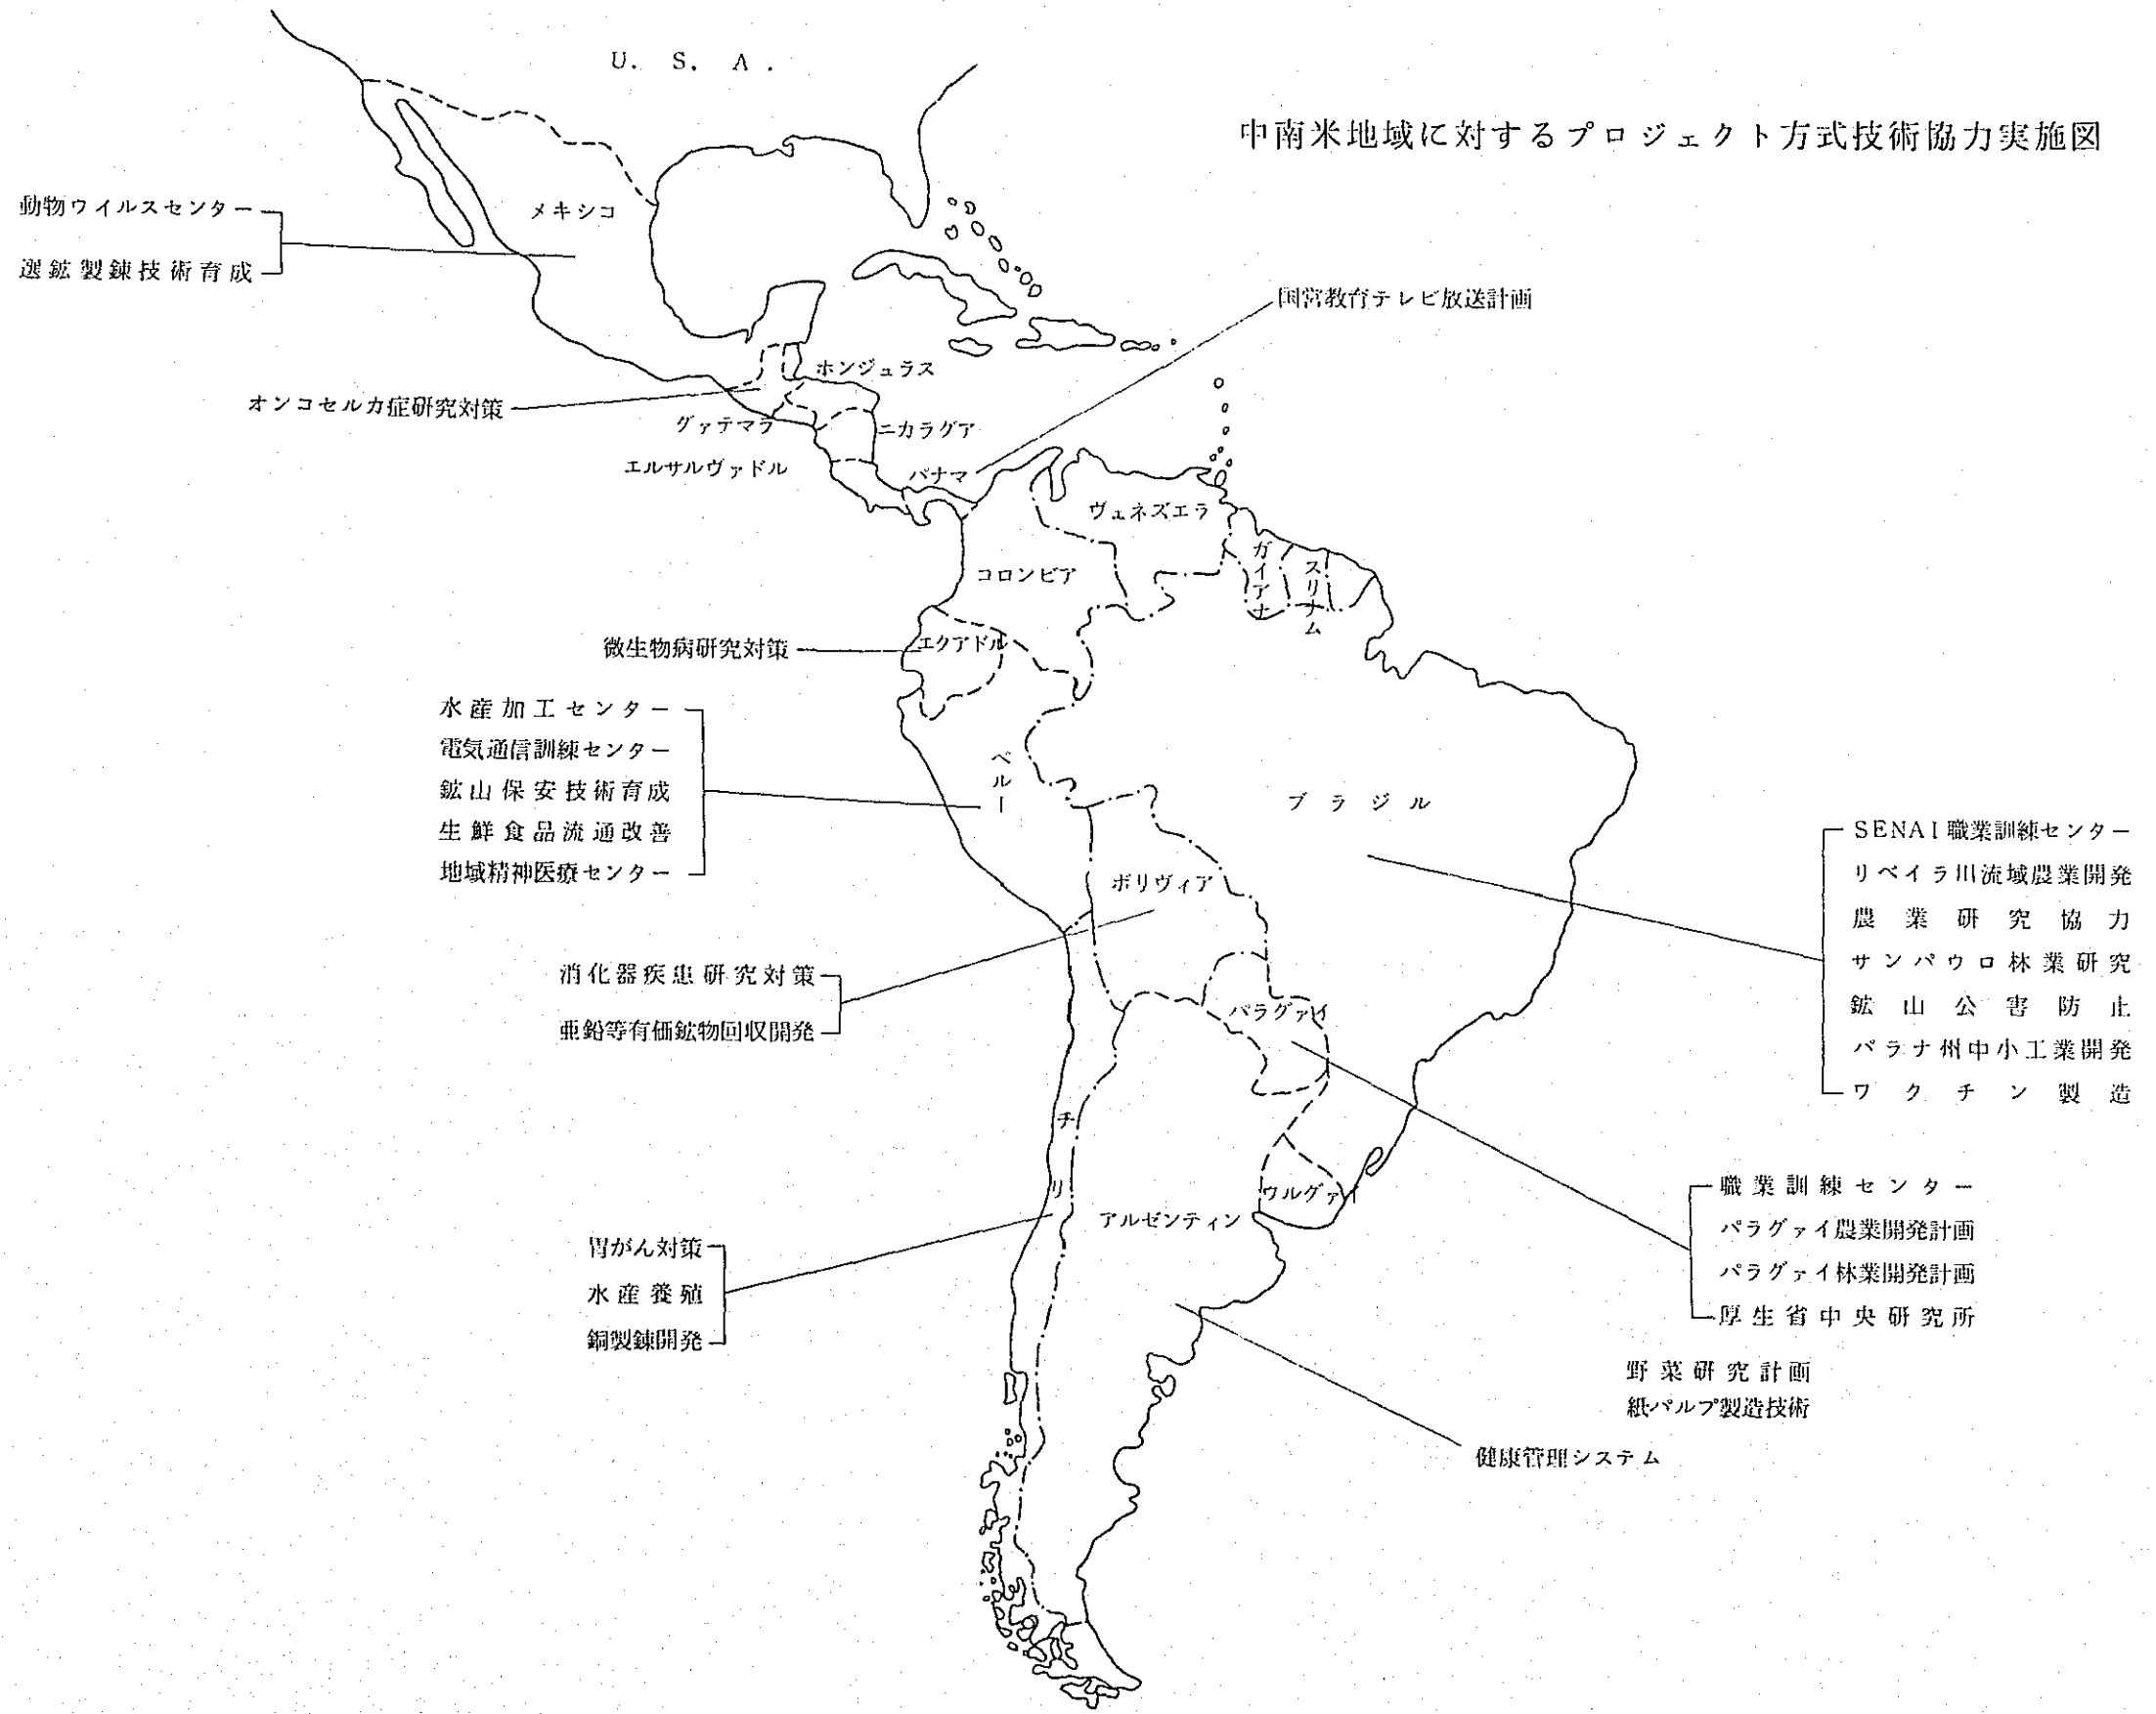 U. S. A.
中南米地域に対するプロジェクト方式技術協力実施図
動物ウイルスセンター
選鉱製錬技術育成
メキシコ
国営教育テレビ放送計画
ホンジュラス
オンコセルカ症研究対策
グァテマラ
ニカラグア
エルサルヴァドル
パナマ
ヴェネズエラ
ガイアナ
スリナム
コロンビア
微生物病研究対策
エクアドル
水産加工センター
電気通信訓練センター
鉱山保安技術育成
生鮮食品流通改善
地域精神医療センター
ペルー
ブラジル
SENAI職業訓練センター
リベイラ川流域農業開発
農業研究協力
サンパウロ林業研究
鉱山公害防止
パラナ州中小工業開発
ワクチン製造
ボリヴィア
消化器疾患研究対策
亜鉛等有価鉱物回収開発
パラグァイ
チリ
職業訓練センター
パラグァイ農業開発計画
パラグァイ林業開発計画
厚生省中央研究所
ウルグァイ
アルゼンティン
胃がん対策
水産養殖
銅製錬開発
野菜研究計画
紙パルプ製造技術
健康管理システム